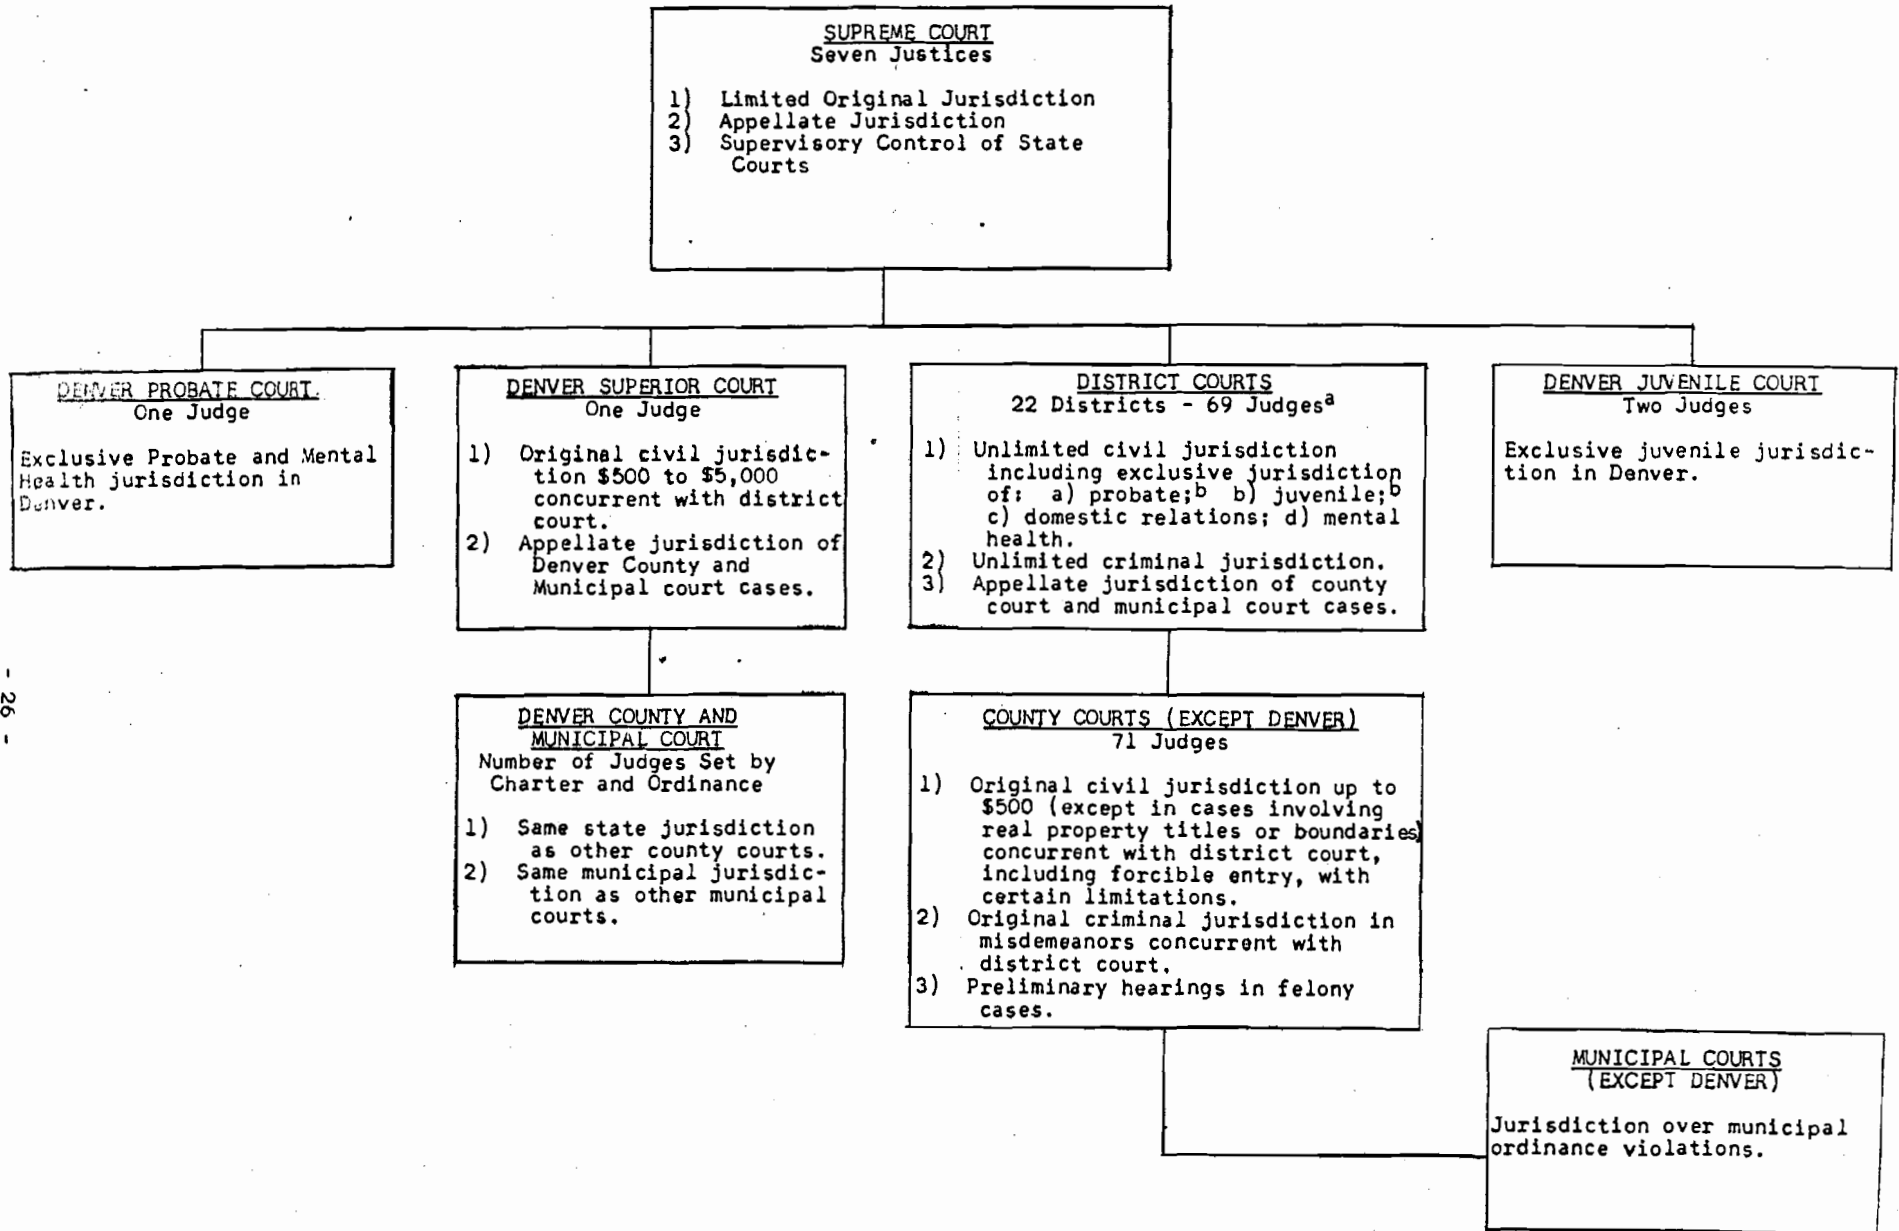 SUPREME COURT
Seven Justices
1) Limited Original Jurisdiction
2) Appellate Jurisdiction
3) Supervisory Control of State
Courts
DENVER PROBATE COURT.
One Judge
Exclusive Probate and Mental
Health jurisdiction in
Denver.
DENVER SUPERIOR COURT
One Judge
1) Original civil jurisdic-
tion $500 to $5,000
concurrent with district
court.
2) Appellate jurisdiction of
Denver County and
Municipal court cases.
DISTRICT COURTS
22 Districts - 69 Judgesᵃ
1) Unlimited civil jurisdiction
including exclusive jurisdiction
of: a) probate;ᵇ b) juvenile;ᵇ
c) domestic relations; d) mental
health.
2) Unlimited criminal jurisdiction.
3) Appellate jurisdiction of county
court and municipal court cases.
DENVER JUVENILE COURT
Two Judges
Exclusive juvenile jurisdic-
tion in Denver.
DENVER COUNTY AND
MUNICIPAL COURT
Number of Judges Set by
Charter and Ordinance
1) Same state jurisdiction
as other county courts.
2) Same municipal jurisdic-
tion as other municipal
courts.
COUNTY COURTS (EXCEPT DENVER)
71 Judges
1) Original civil jurisdiction up to
$500 (except in cases involving
real property titles or boundaries)
concurrent with district court,
including forcible entry, with
certain limitations.
2) Original criminal jurisdiction in
misdemeanors concurrent with
district court.
3) Preliminary hearings in felony
cases.
MUNICIPAL COURTS
(EXCEPT DENVER)
Jurisdiction over municipal
ordinance violations.
- 26 -